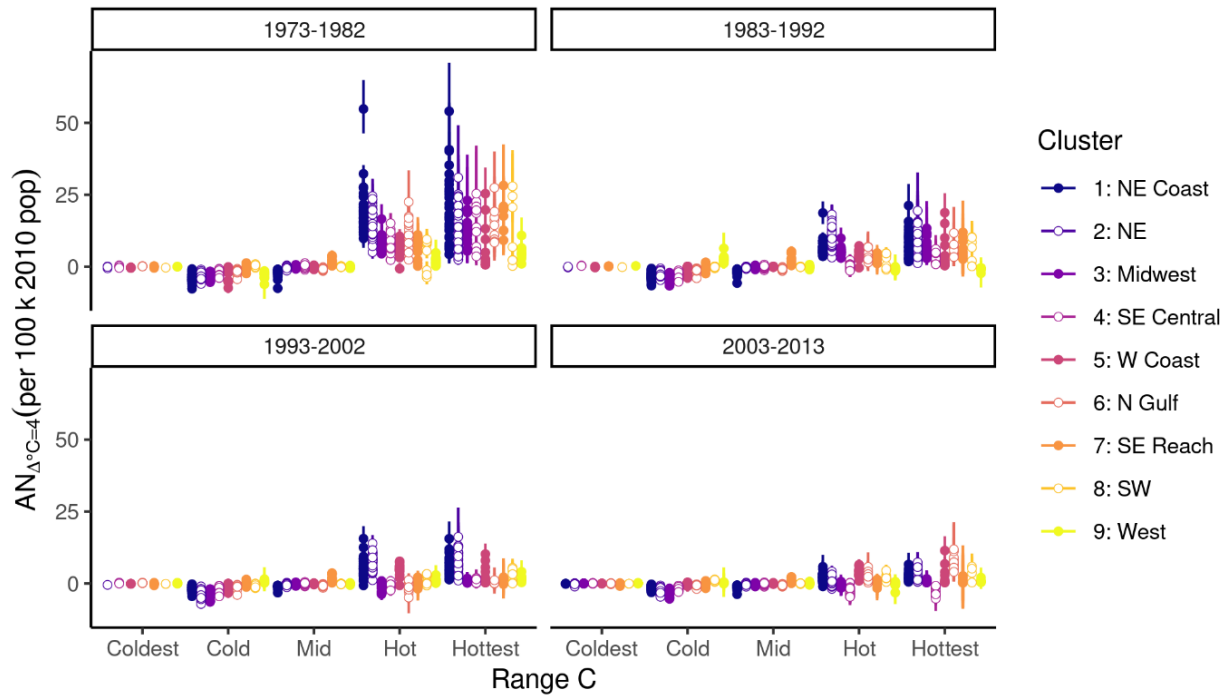 1973-1982
1983-1992
50
25
0
1993-2002
2003-2013
50
25
0
Coldest Cold Mid Hot Hottest
Coldest Cold Mid Hot Hottest
Range C
AN Δ°C=4 (per 100 k 2010 pop)
Cluster
1: NE Coast
2: NE
3: Midwest
4: SE Central
5: W Coast
6: N Gulf
7: SE Reach
8: SW
9: West